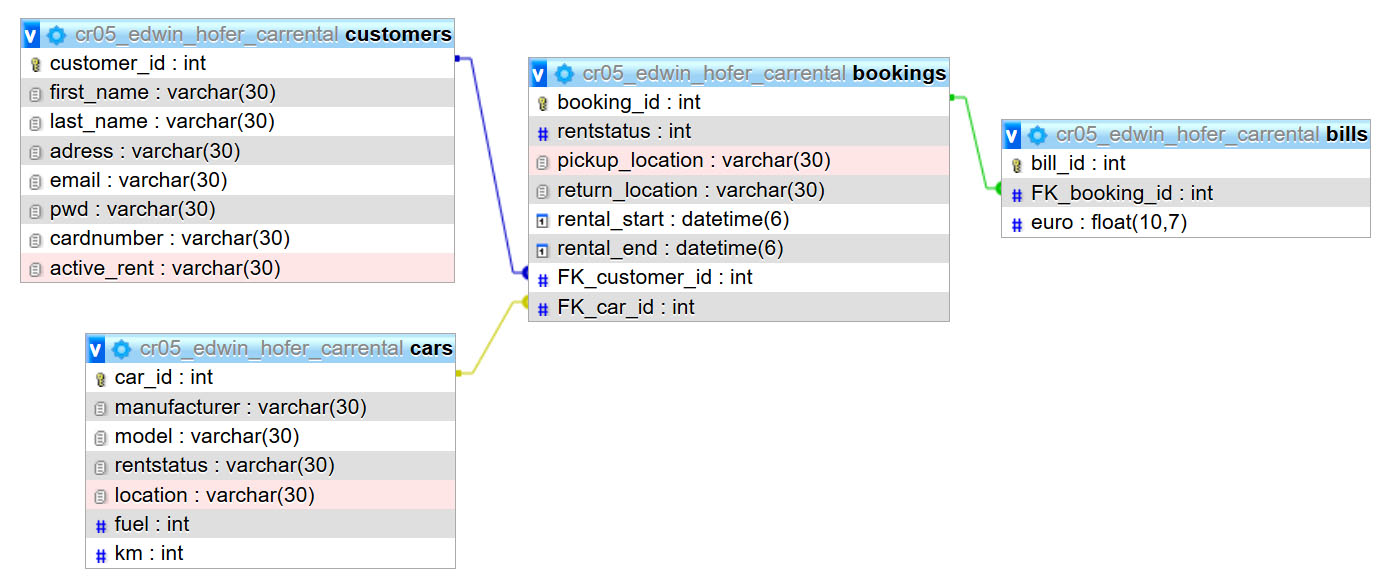 v cr05_edwin_hofer_carrental customers
customer_id : int
first_name : varchar(30)
last_name : varchar(30)
adress : varchar(30)
email : varchar(30)
pwd : varchar(30)
cardnumber : varchar(30)
active_rent : varchar(30)
v cr05_edwin_hofer_carrental bookings
booking_id : int
# rentstatus : int
pickup_location : varchar(30)
return_location : varchar(30)
rental_start : datetime(6)
rental_end : datetime(6)
# FK_customer_id : int
# FK_car_id : int
v cr05_edwin_hofer_carrental bills
bill_id : int
# FK_booking_id : int
# euro : float(10,7)
v cr05_edwin_hofer_carrental cars
car_id : int
manufacturer : varchar(30)
model : varchar(30)
rentstatus : varchar(30)
location : varchar(30)
# fuel : int
# km : int